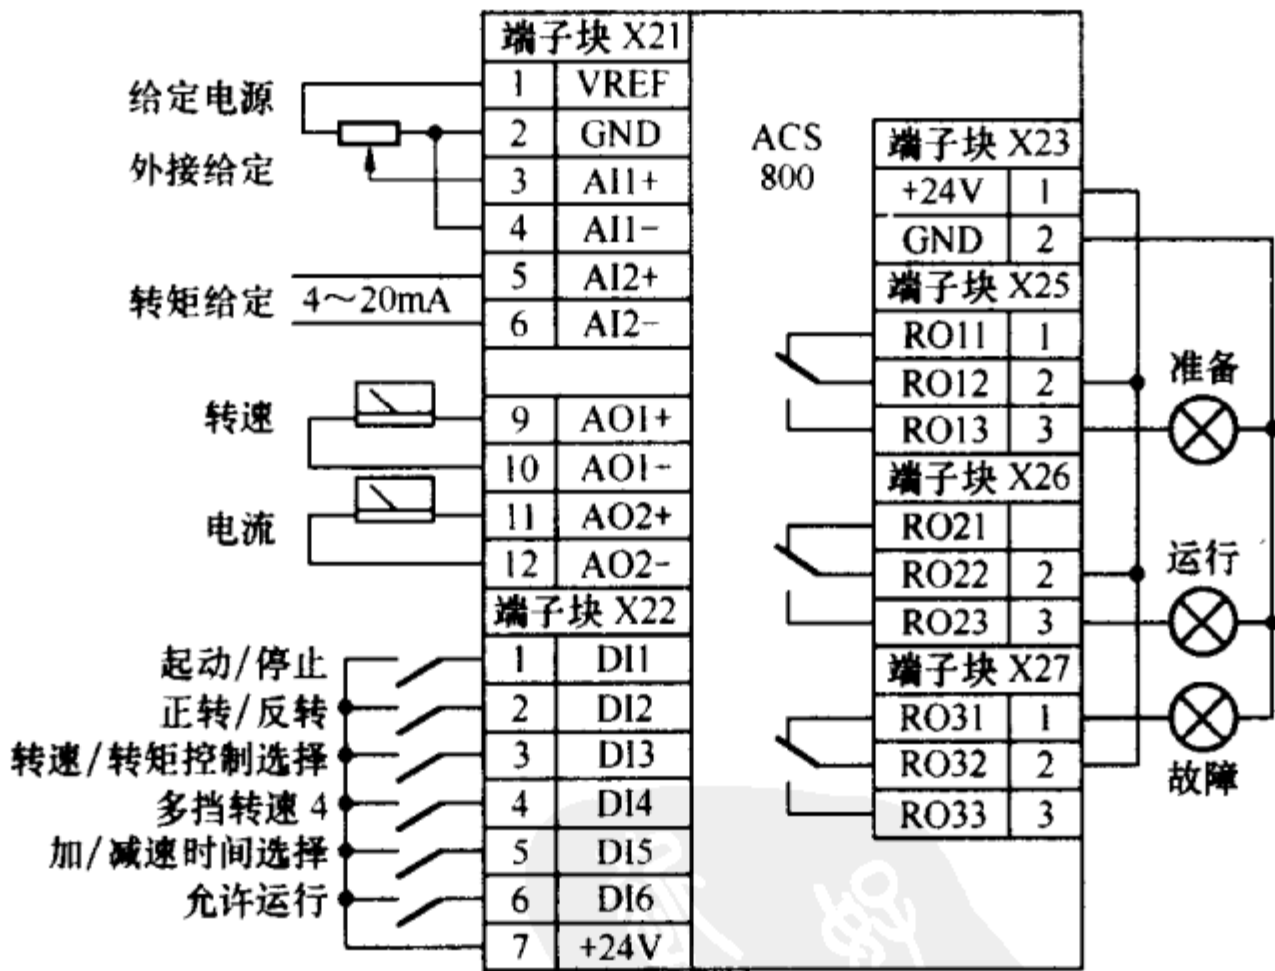 端子块 X21
给定电源
1 VREF
2 GND
外接给定
3 AI1+
4 AI1-
5 AI2+
转矩给定 4～20mA
6 AI2-
转速
9 AO1+
10 AO1-
电流
11 AO2+
12 AO2-
端子块 X22
起动/停止 1 DI1
正转/反转 2 DI2
转速/转矩控制选择 3 DI3
多挡转速 4 4 DI4
加/减速时间选择 5 DI5
允许运行 6 DI6
7 +24V
ACS
800
端子块 X23
+24V 1
GND 2
端子块 X25
RO11 1
RO12 2
RO13 3
准备
端子块 X26
RO21
RO22 2
RO23 3
运行
端子块 X27
RO31 1
RO32 2
RO33 3
故障